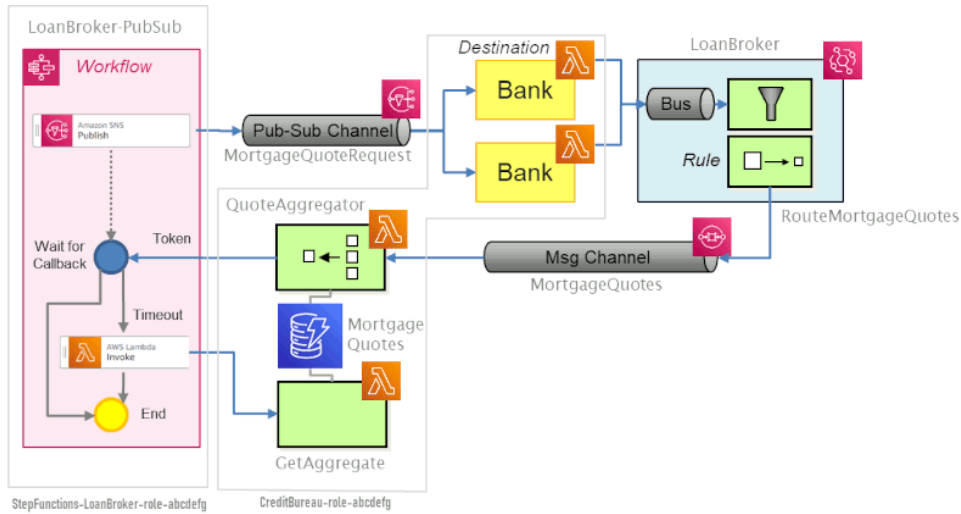 LoanBroker-PubSub
Workflow
Amazon SNS
Publish
Wait for
Callback
Token
Timeout
AWS Lambda
Invoke
End
StepFunctions-LoanBroker-role-abcdefg
Pub-Sub Channel
MortgageQuoteRequest
Destination
Bank
Bank
LoanBroker
Bus
Rule
RouteMortgageQuotes
Msg Channel
MortgageQuotes
QuoteAggregator
Mortgage
Quotes
GetAggregate
CreditBureau-role-abcdefg